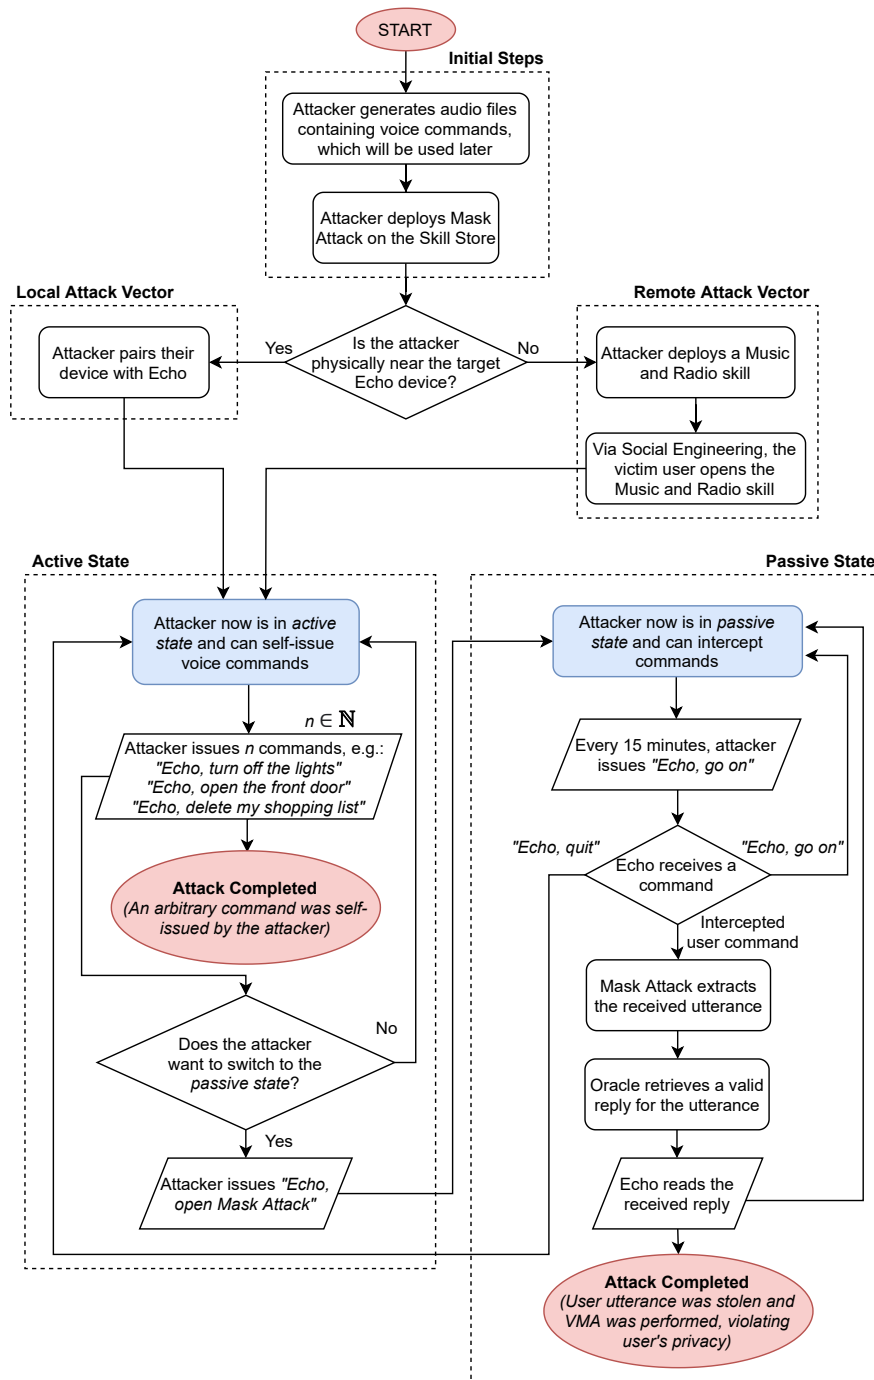 START
Initial Steps
Attacker generates audio files
containing voice commands,
which will be used later
Attacker deploys Mask
Attack on the Skill Store
Local Attack Vector
Remote Attack Vector
Attacker pairs their
device with Echo
Yes
Is the attacker
physically near the target
Echo device?
No
Attacker deploys a Music
and Radio skill
Via Social Engineering, the
victim user opens the
Music and Radio skill
Active State
Attacker now is in active
state and can self-issue
voice commands
n ∈ ℕ
Attacker issues n commands, e.g.:
"Echo, turn off the lights"
"Echo, open the front door"
"Echo, delete my shopping list"
Attack Completed
(An arbitrary command was self-
issued by the attacker)
No
Does the attacker
want to switch to the
passive state?
Yes
Attacker issues "Echo,
open Mask Attack"
Passive State
Attacker now is in passive
state and can intercept
commands
Every 15 minutes, attacker
issues "Echo, go on"
"Echo, quit"
"Echo, go on"
Echo receives a
command
Intercepted
user command
Mask Attack extracts
the received utterance
Oracle retrieves a valid
reply for the utterance
Echo reads the
received reply
Attack Completed
(User utterance was stolen and
VMA was performed, violating
user's privacy)